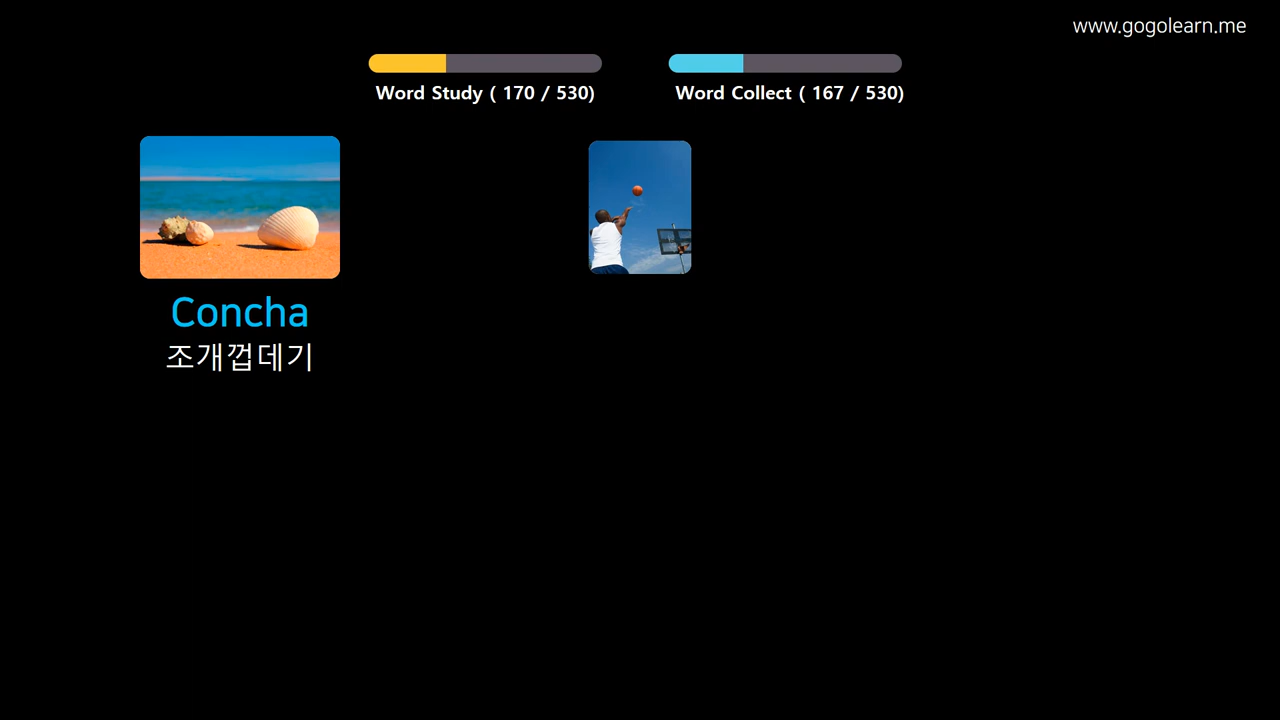 www.gogolearn.me
Word Study ( 170 / 530)
Word Collect ( 167 / 530)
Concha
조개껍데기